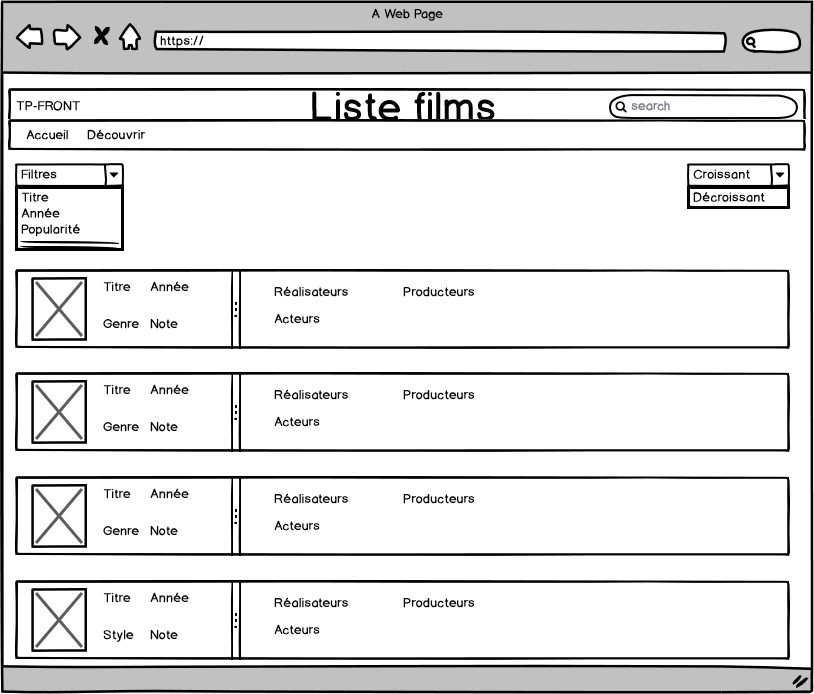 A Web Page
https://
TP-FRONT
Liste films
search
Accueil Découvrir
Filtres
Titre
Année
Popularité
Croissant
Décroissant
Titre Année
Genre Note
Réalisateurs Producteurs
Acteurs
Titre Année
Genre Note
Réalisateurs Producteurs
Acteurs
Titre Année
Genre Note
Réalisateurs Producteurs
Acteurs
Titre Année
Style Note
Réalisateurs Producteurs
Acteurs